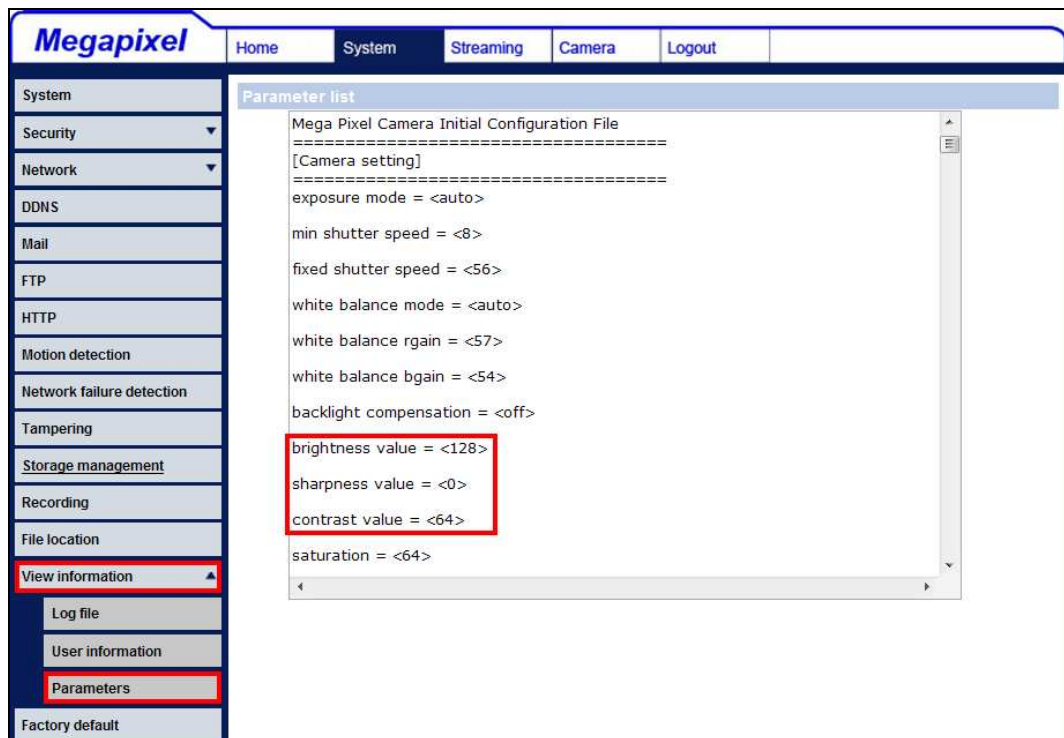 Megapixel
Home System Streaming Camera Logout
System
Security
Network
DDNS
Mail
FTP
HTTP
Motion detection
Network failure detection
Tampering
Storage management
Recording
File location
View information
Log file
User information
Parameters
Factory default
Parameter list
Mega Pixel Camera Initial Configuration File
====================================
[Camera setting]
====================================
exposure mode = <auto>
min shutter speed = <8>
fixed shutter speed = <56>
white balance mode = <auto>
white balance rgain = <57>
white balance bgain = <54>
backlight compensation = <off>
brightness value = <128>
sharpness value = <0>
contrast value = <64>
saturation = <64>